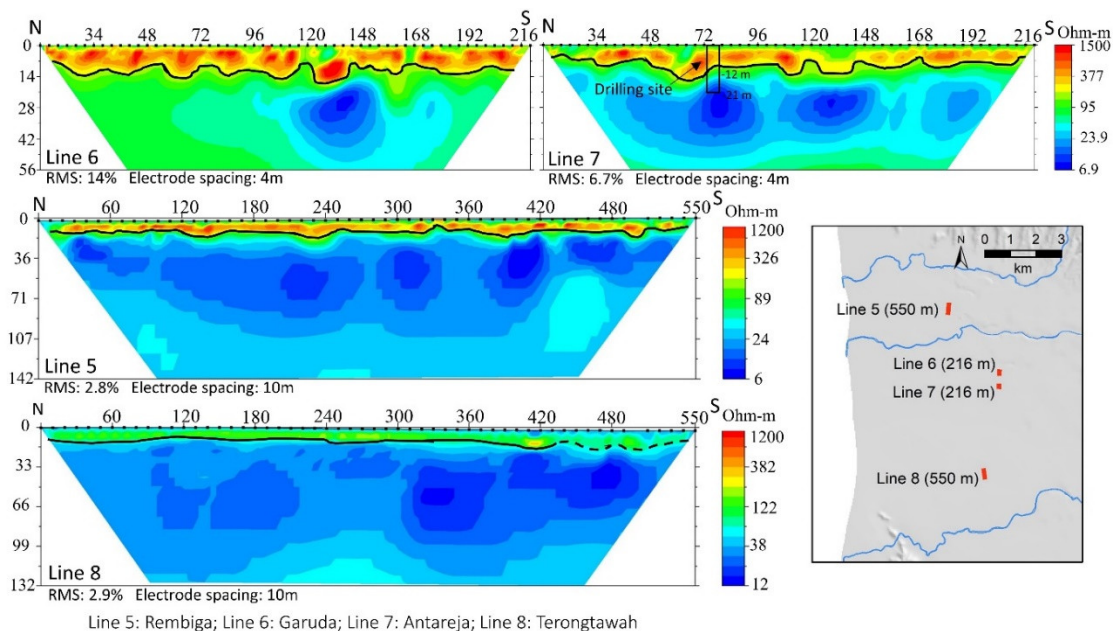 N S
0 34 52 72 90 120 148 168 192 216
0
14
28
42
56
Line 6
RMS: 14% Electrode spacing: 4m
N S
34 48 72 96 120 148 168 192 216
Drilling site
-12 m
-21 m
Line 7
RMS: 6.7% Electrode spacing: 4m
1500
377
95
23.9
6.9
Ohm-m
N S
60 120 180 240 300 360 420 480 550
0
36
71
107
142
Line 5
RMS: 2.8% Electrode spacing: 10m
Ohm-m
1200
326
89
24
6
N S
60 120 180 240 300 360 420 480 550
0
33
66
99
132
Line 8
RMS: 2.9% Electrode spacing: 10m
Ohm-m
1200
382
122
38
12
N
0 1 2 3
km
Line 5 (550 m)
Line 6 (216 m)
Line 7 (216 m)
Line 8 (550 m)
Line 5: Rembiga; Line 6: Garuda; Line 7: Antareja; Line 8: Terongtawah